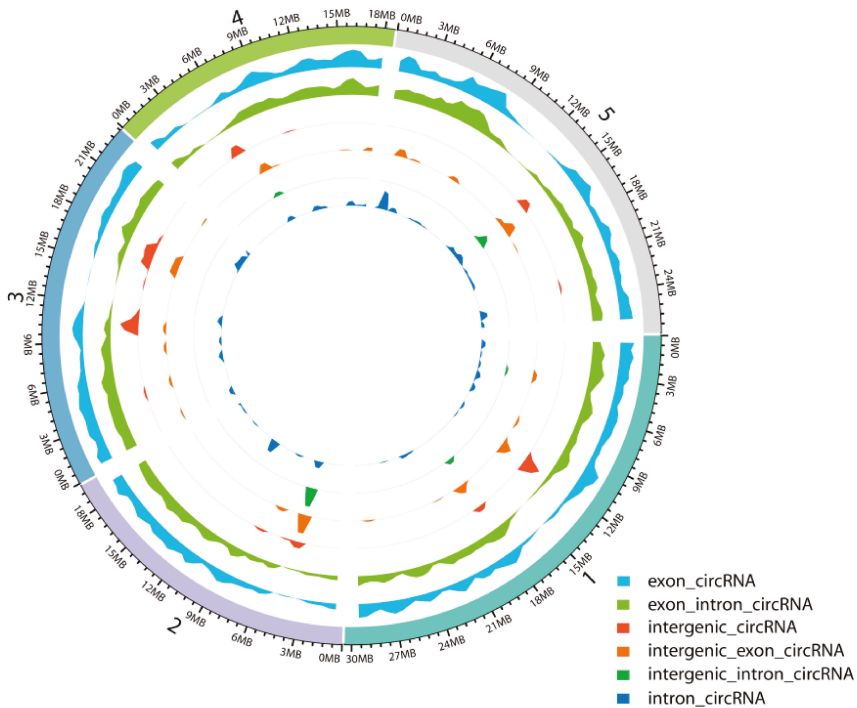 4
0MB
3MB
6MB
9MB
12MB
15MB
18MB
5
0MB
3MB
6MB
9MB
12MB
15MB
18MB
21MB
24MB
1
0MB
3MB
6MB
9MB
12MB
15MB
18MB
21MB
24MB
27MB
30MB
2
0MB
3MB
6MB
9MB
12MB
15MB
18MB
3
0MB
3MB
6MB
9MB
12MB
15MB
18MB
21MB
exon_circRNA
exon_intron_circRNA
intergenic_circRNA
intergenic_exon_circRNA
intergenic_intron_circRNA
intron_circRNA